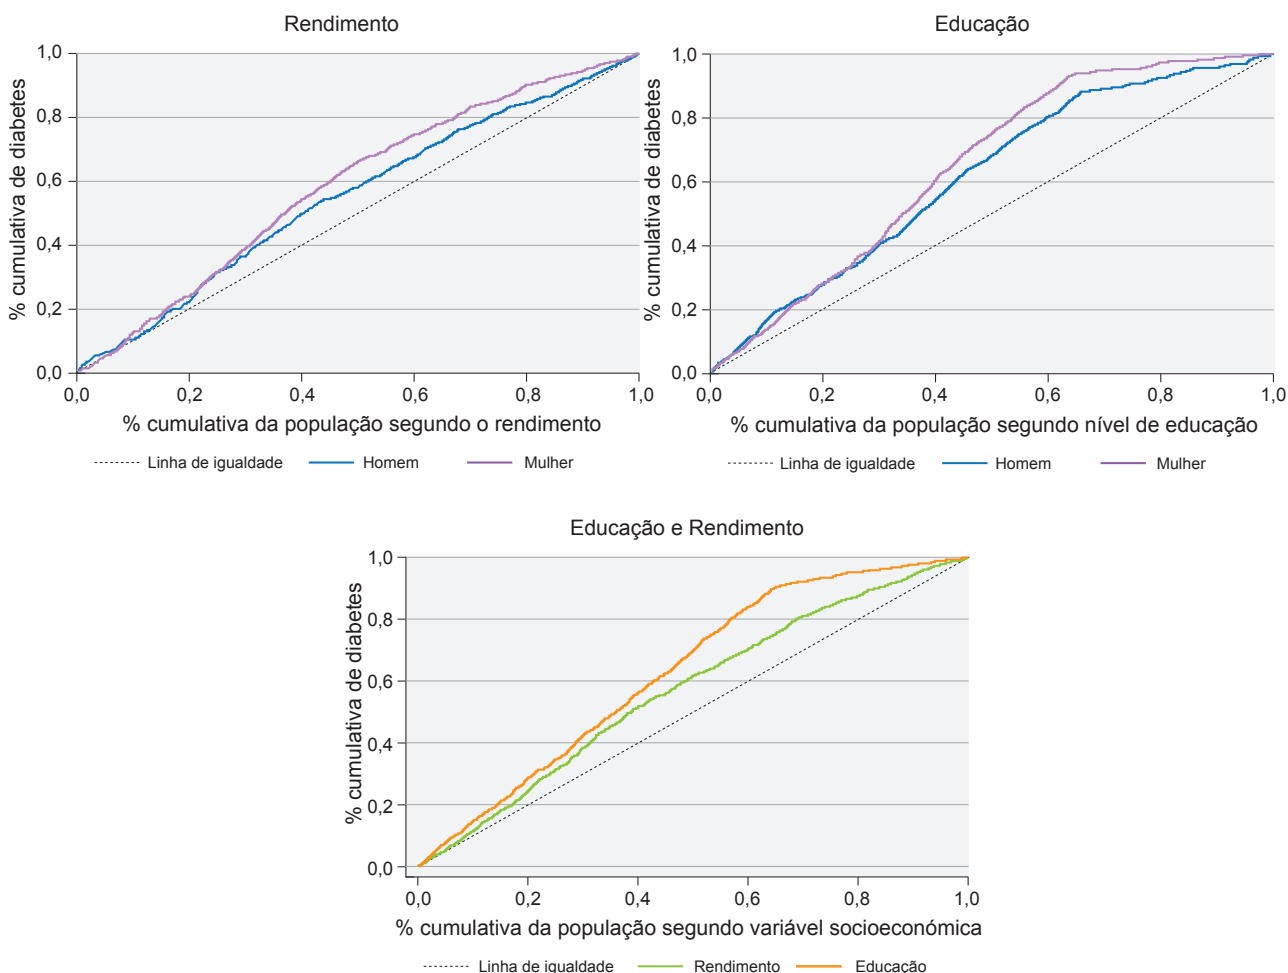 Rendimento
% cumulativa de diabetes
1,0
0,8
0,6
0,4
0,2
0,0
0,0 0,2 0,4 0,6 0,8 1,0
% cumulativa da população segundo o rendimento
Linha de igualdade Homem Mulher
Educação
% cumulativa de diabetes
1,0
0,8
0,6
0,4
0,2
0,0
0,0 0,2 0,4 0,6 0,8 1,0
% cumulativa da população segundo nível de educação
Linha de igualdade Homem Mulher
Educação e Rendimento
% cumulativa de diabetes
1,0
0,8
0,6
0,4
0,2
0,0
0,0 0,2 0,4 0,6 0,8 1,0
% cumulativa da população segundo variável socioeconómica
Linha de igualdade Rendimento Educação